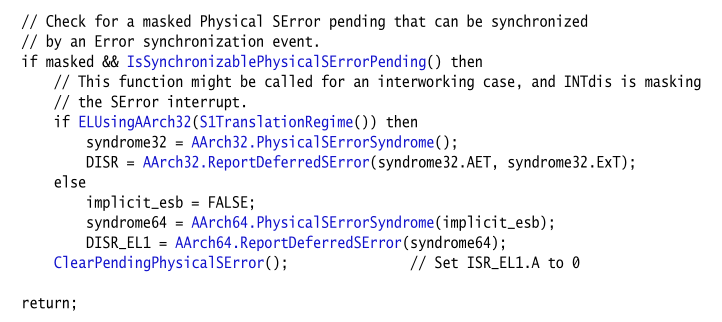 // Check for a masked Physical SError pending that can be synchronized
// by an Error synchronization event.
if masked && IsSynchronizablePhysicalSErrorPending() then
    // This function might be called for an interworking case, and INTdis is masking
    // the SError interrupt.
    if ELUsingAArch32(S1TranslationRegime()) then
        syndrome32 = AArch32.PhysicalSErrorSyndrome();
        DISR = AArch32.ReportDeferredSError(syndrome32.AET, syndrome32.ExT);
    else
        implicit_esb = FALSE;
        syndrome64 = AArch64.PhysicalSErrorSyndrome(implicit_esb);
        DISR_EL1 = AArch64.ReportDeferredSError(syndrome64);
    ClearPendingPhysicalSError();               // Set ISR_EL1.A to 0

return;